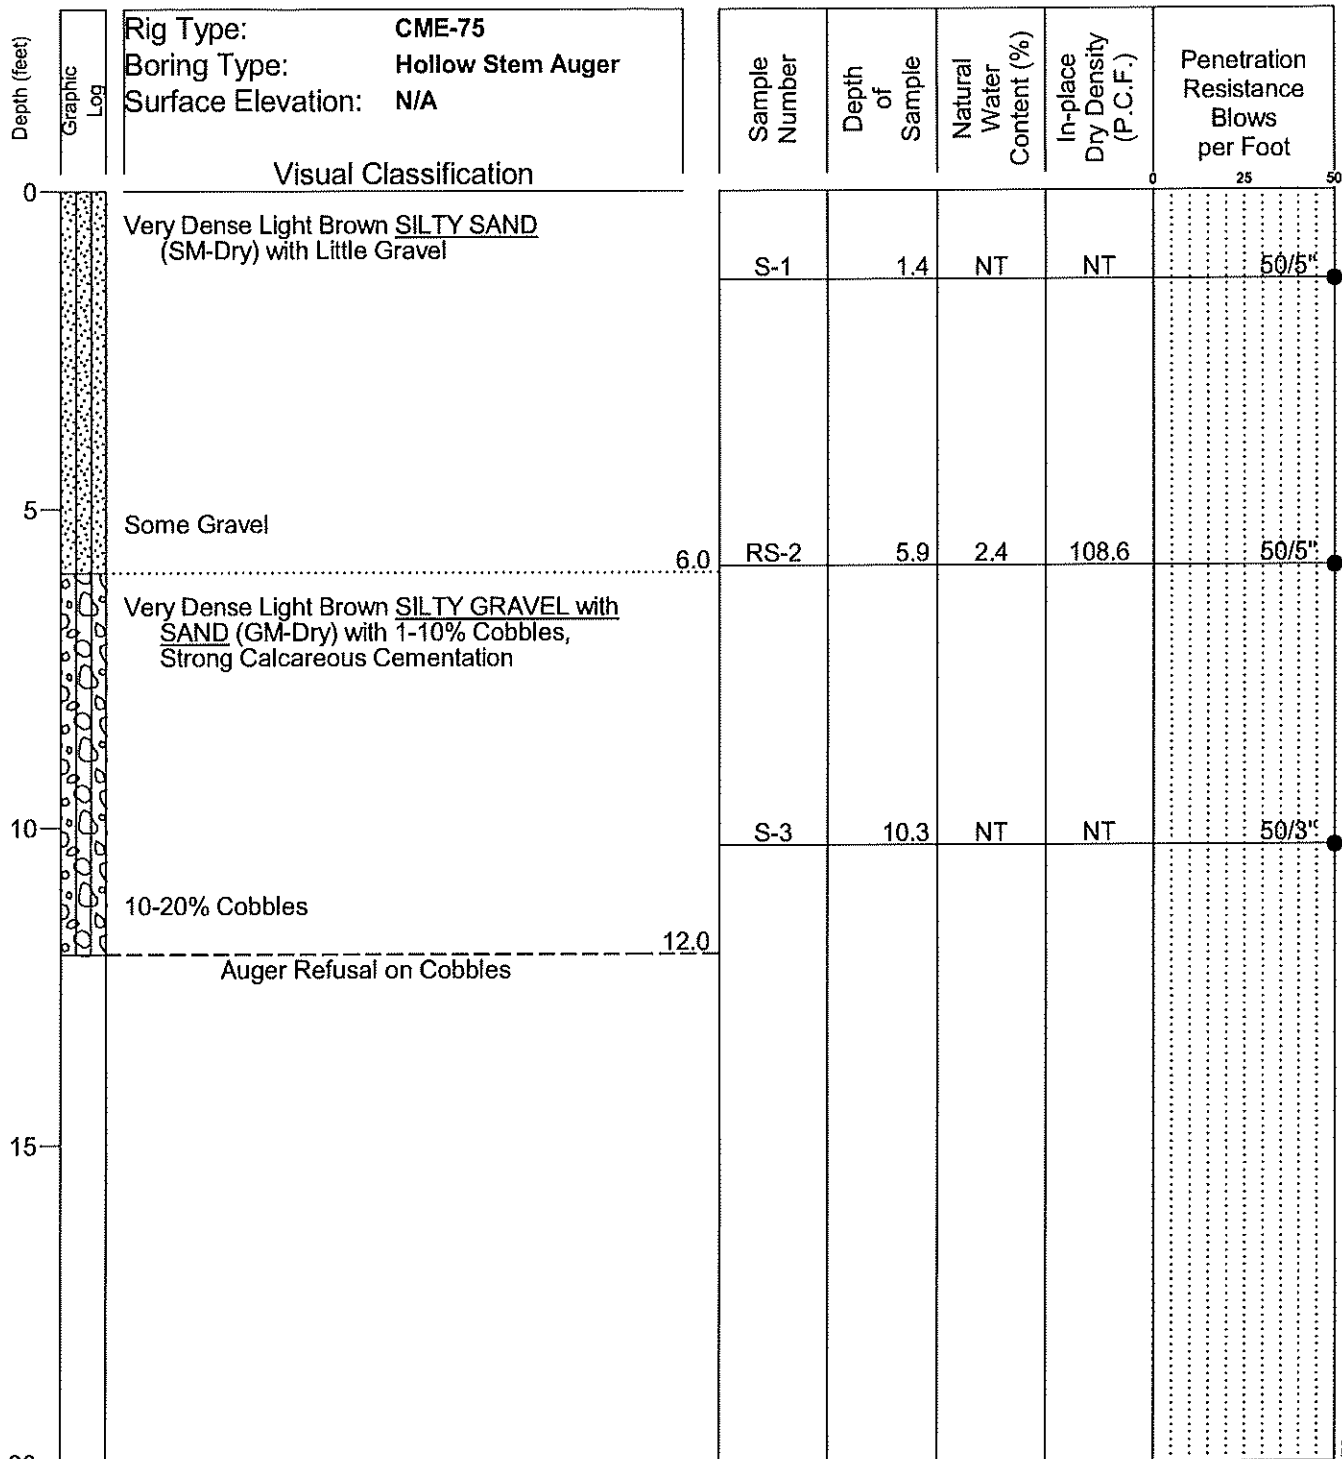 Depth (feet)
Graphic
Log
Rig Type: CME-75
Boring Type: Hollow Stem Auger
Surface Elevation: N/A
Visual Classification
Sample
Number
Depth
of
Sample
Natural
Water
Content (%)
In-place
Dry Density
(P.C.F.)
Penetration
Resistance
Blows
per Foot
0 25 50
0
Very Dense Light Brown SILTY SAND
(SM-Dry) with Little Gravel
S-1 1.4 NT NT 50/5"
5
Some Gravel
6.0
RS-2 5.9 2.4 108.6 50/5"
Very Dense Light Brown SILTY GRAVEL with
SAND (GM-Dry) with 1-10% Cobbles,
Strong Calcareous Cementation
10
S-3 10.3 NT NT 50/3"
10-20% Cobbles
12.0
Auger Refusal on Cobbles
15